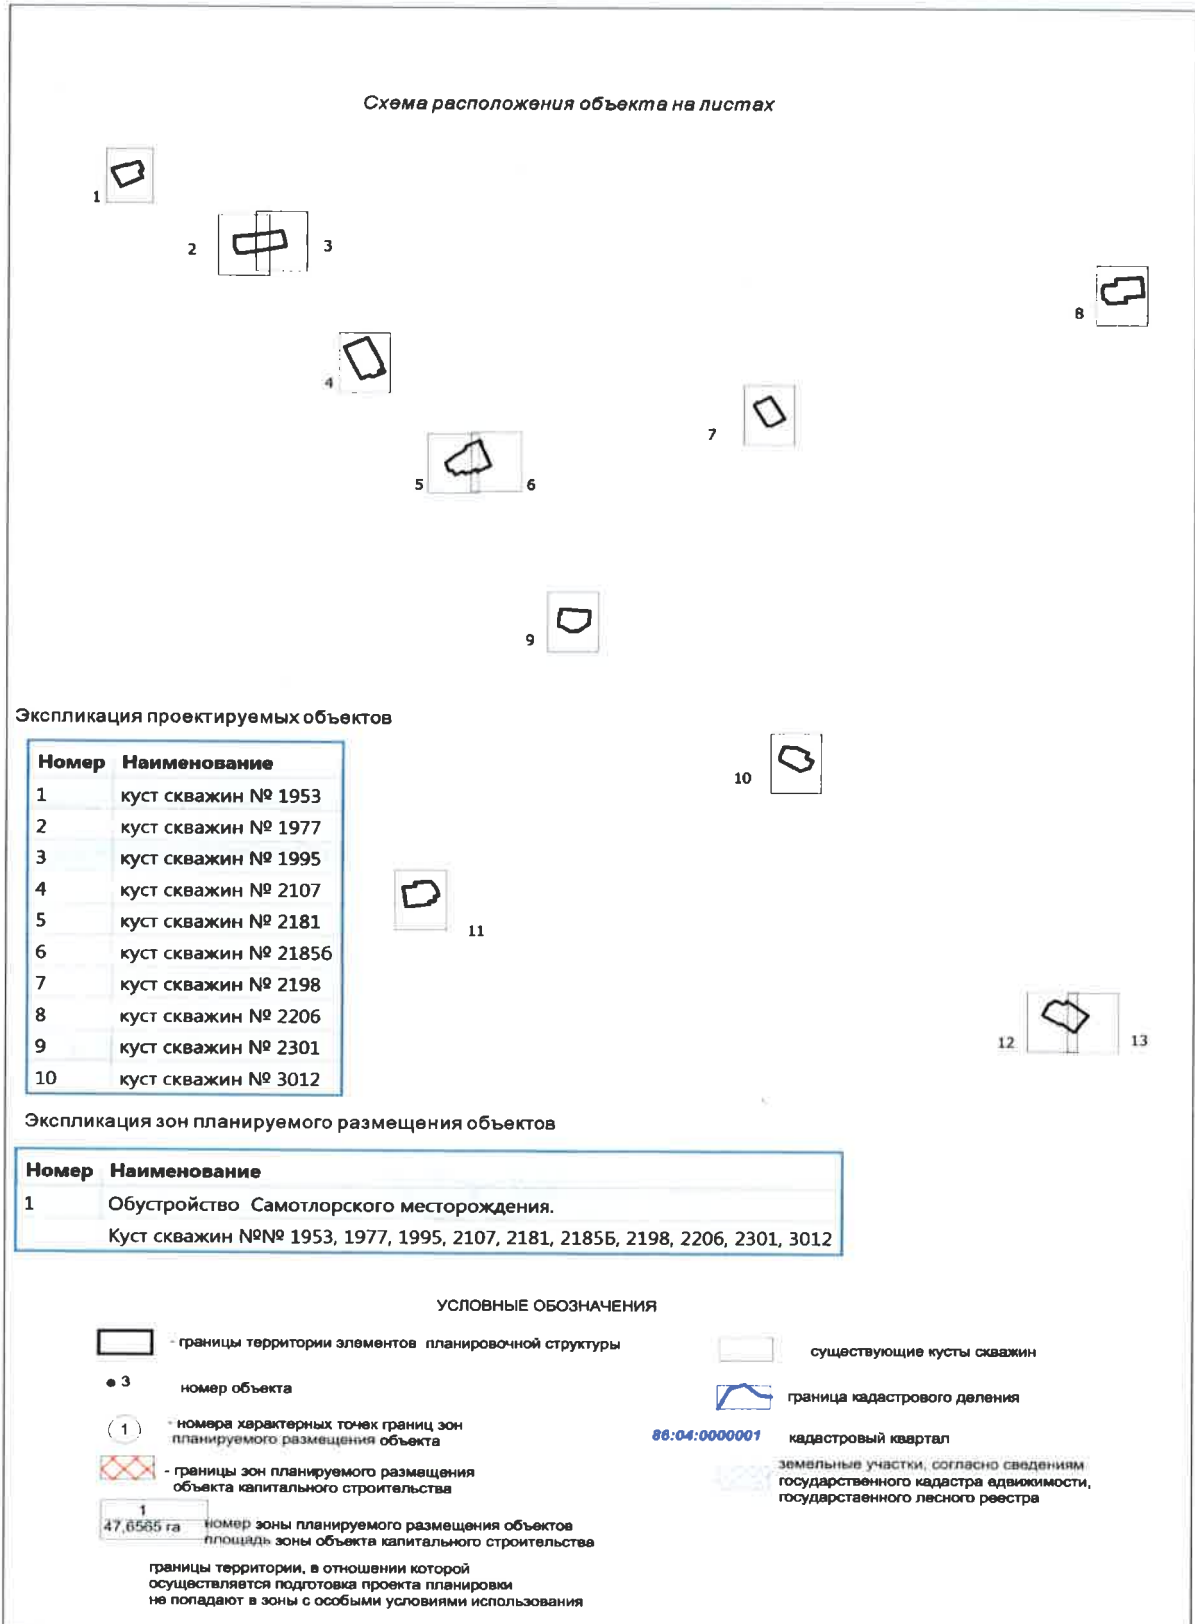 Схема расположения объекта на листах
1
2
3
8
4
7
5
6
9
Экспликация проектируемых объектов
Номер Наименование
1 куст скважин № 1953
2 куст скважин № 1977
3 куст скважин № 1995
4 куст скважин № 2107
5 куст скважин № 2181
6 куст скважин № 2185б
7 куст скважин № 2198
8 куст скважин № 2206
9 куст скважин № 2301
10 куст скважин № 3012
10
11
12
13
Экспликация зон планируемого размещения объектов
Номер Наименование
1 Обустройство Самотлорского месторождения.
Куст скважин №№ 1953, 1977, 1995, 2107, 2181, 2185Б, 2198, 2206, 2301, 3012
УСЛОВНЫЕ ОБОЗНАЧЕНИЯ
- границы территории элементов планировочной структуры
3 номер объекта
1 - номера характерных точек границ зон
планируемого размещения объекта
- границы зон планируемого размещения
объекта капитального строительства
1
47,6565 га
номер зоны планируемого размещения объектов
площадь зоны объекта капитального строительства
границы территории, в отношении которой
осуществляется подготовка проекта планировки
не попадают в зоны с особыми условиями использования
существующие кусты скважин
граница кадастрового деления
86:04:0000001 кадастровый квартал
земельные участки, согласно сведениям
государственного кадастра едвижимости,
государственного лесного реестра